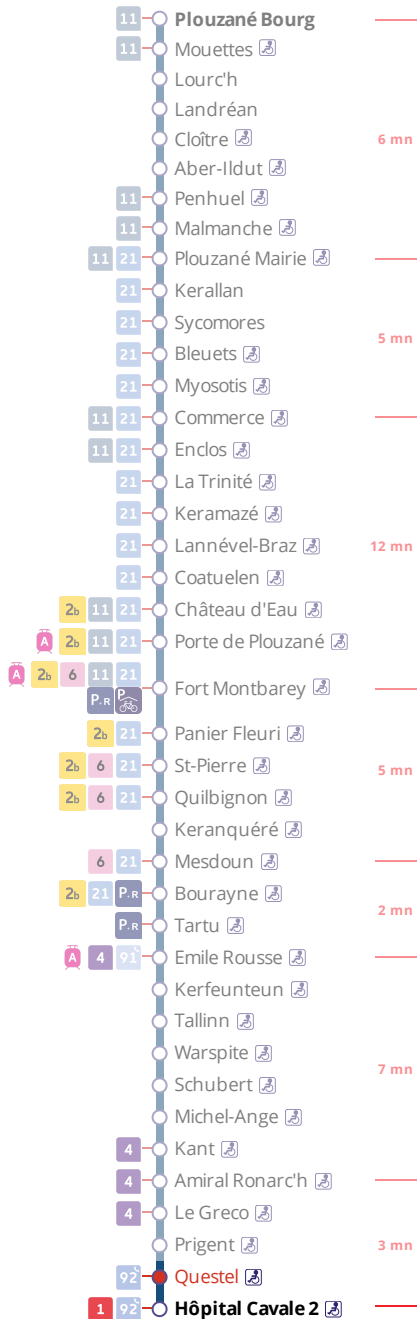 11 Plouzané Bourg
11 Mouettes
Lourc'h
Landréan
Cloître 6 mn
Aber-Ildut
11 Penhuel
11 Malmanche
11 21 Plouzané Mairie
21 Kerallan
21 Sycomores
21 Bleuets 5 mn
21 Myosotis
11 21 Commerce
11 21 Enclos
21 La Trinité
21 Keramazé
21 Lannével-Braz 12 mn
21 Coatuelen
2b 11 21 Château d'Eau
A 2b 11 21 Porte de Plouzané
A 2b 6 11 21
P+R P Fort Montbarey
2b 21 Panier Fleuri
2b 6 21 St-Pierre 5 mn
2b 6 21 Quilbignon
Keranquéré
6 21 Mesdoun
2b 21 P+R Bourayne 2 mn
P+R Tartu
A 4 91 Emile Rousse
Kerfeunteun
Tallinn
Warspite 7 mn
Schubert
Michel-Ange
4 Kant
4 Amiral Ronarc'h
4 Le Greco
Prigent 3 mn
92 Questel
1 92 Hôpital Cavale 2